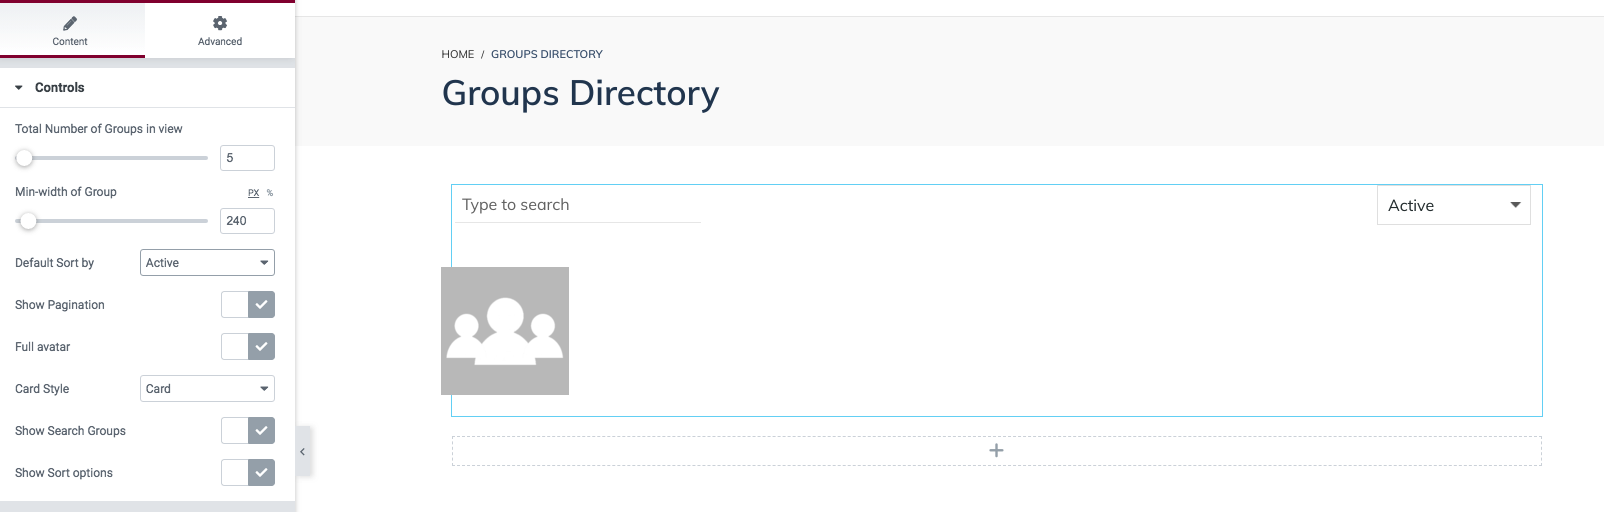 Content
Advanced
Controls
Total Number of Groups in view
5
Min-width of Group
PX %
240
Default Sort by
Active
Show Pagination
Full avatar
Card Style
Card
Show Search Groups
Show Sort options
HOME / GROUPS DIRECTORY
Groups Directory
Type to search
Active